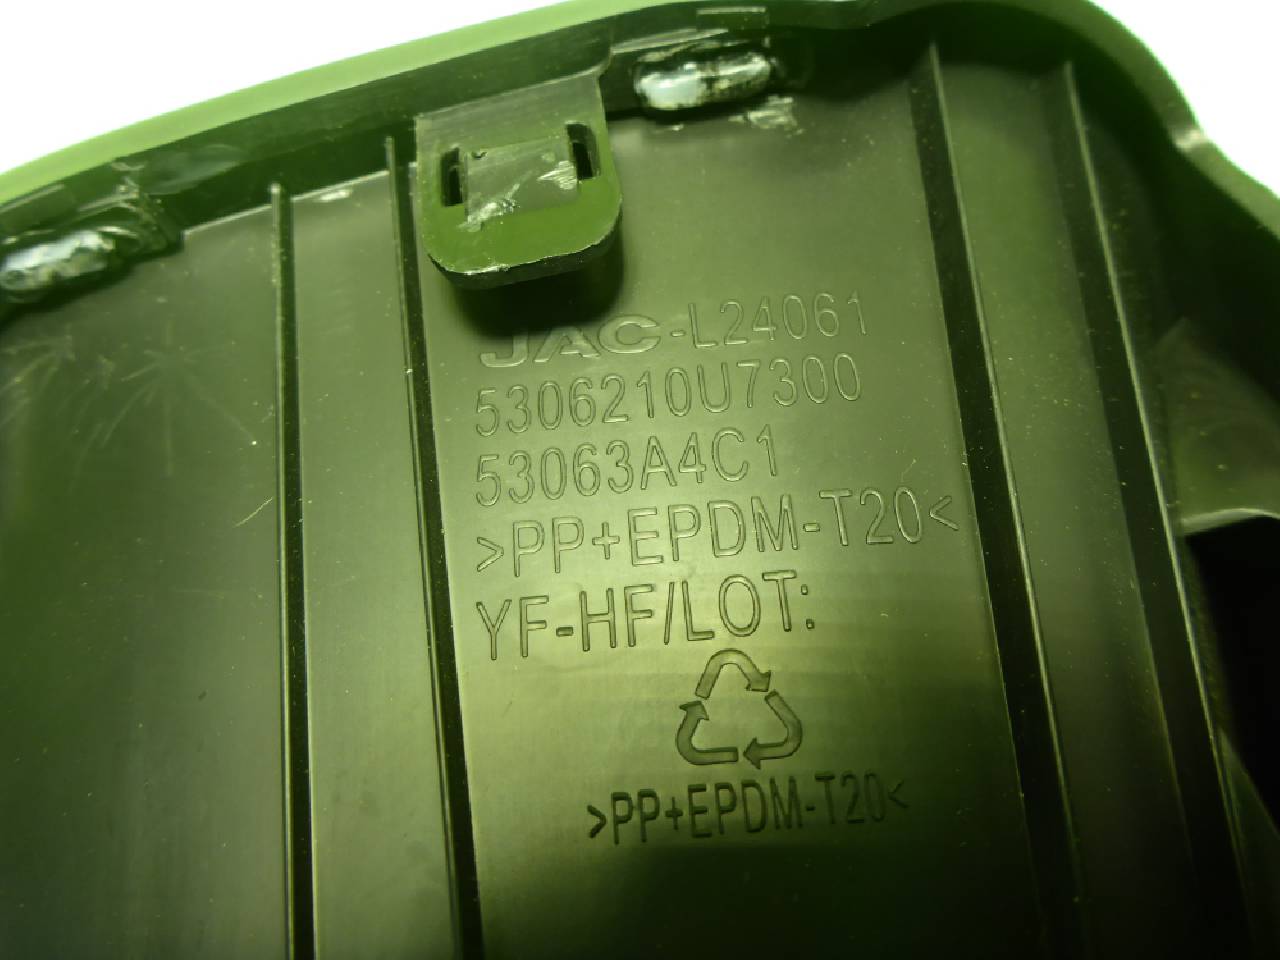 JAC-L24061
5306210U7300
53063A4C1
>PP+EPDM-T20<
YF-HF/LOT:
>PP+EPDM-T20<